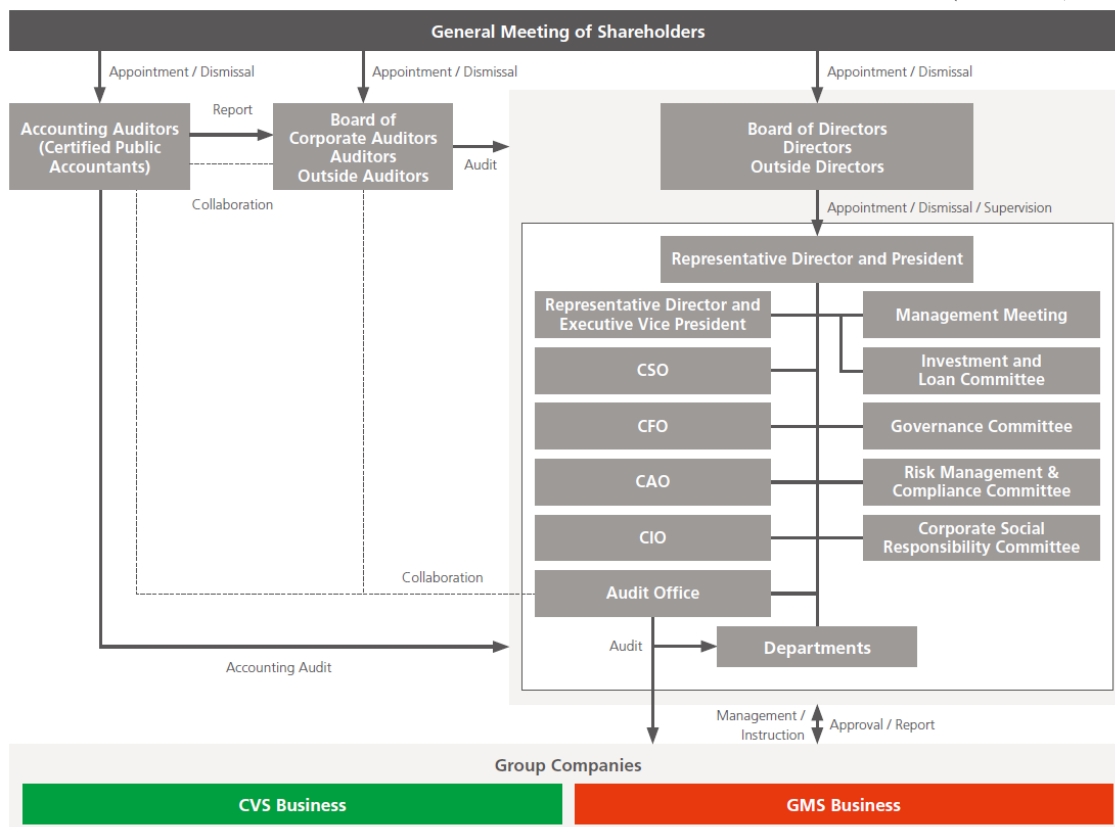 General Meeting of Shareholders
Appointment / Dismissal
Appointment / Dismissal
Appointment / Dismissal
Accounting Auditors
(Certified Public
Accountants)
Report
Collaboration
Board of
Corporate Auditors
Auditors
Outside Auditors
Audit
Board of Directors
Directors
Outside Directors
Appointment / Dismissal / Supervision
Representative Director and President
Representative Director and
Executive Vice President
Management Meeting
CSO
Investment and
Loan Committee
CFO
Governance Committee
CAO
Risk Management &
Compliance Committee
CIO
Corporate Social
Responsibility Committee
Collaboration
Audit Office
Audit
Departments
Accounting Audit
Management /
Instruction
Approval / Report
Group Companies
CVS Business
GMS Business